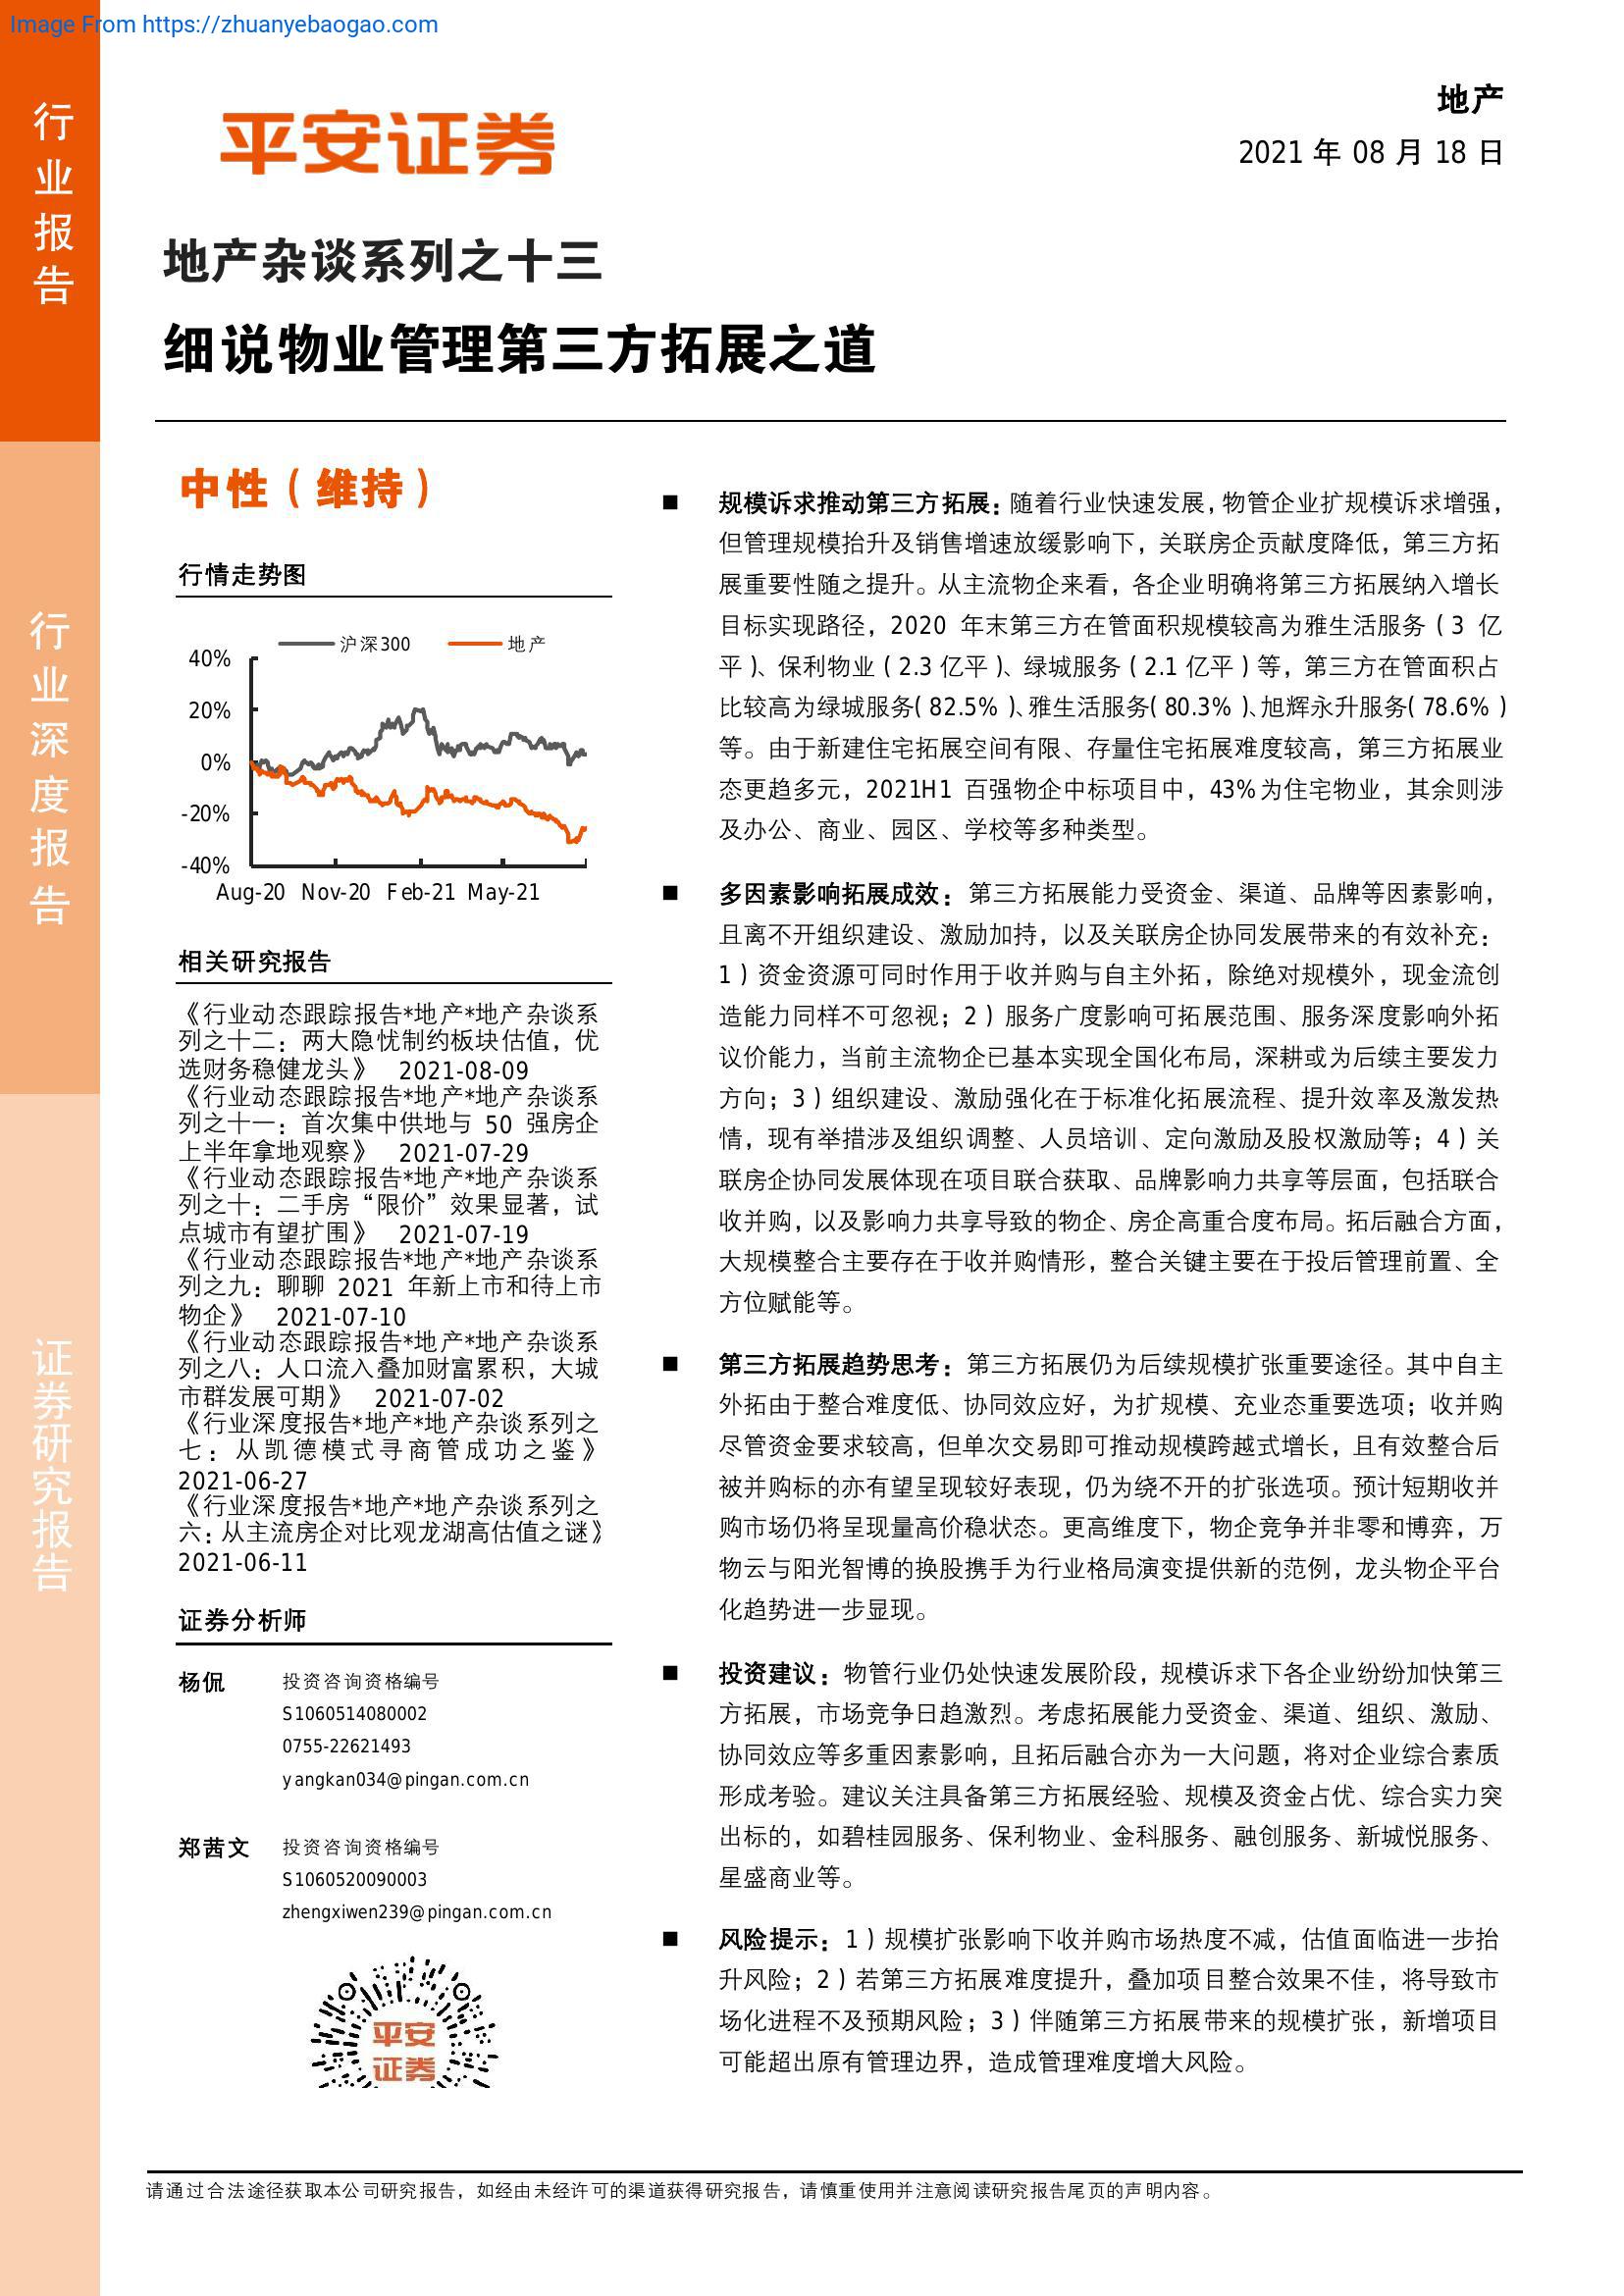 Image From https://zhuanyebaogao.com
行业报告
行业深度报告
证券研究报告
平安证券
地产
2021 年 08 月 18 日
地产杂谈系列之十三
细说物业管理第三方拓展之道
中性（维持）
行情走势图
沪深300 地产
40%
20%
0%
-20%
-40%
Aug-20 Nov-20 Feb-21 May-21
相关研究报告
《行业动态跟踪报告*地产*地产杂谈系
列之十二：两大隐忧制约板块估值，优
选财务稳健龙头》 2021-08-09
《行业动态跟踪报告*地产*地产杂谈系
列之十一：首次集中供地与 50 强房企
上半年拿地观察》 2021-07-29
《行业动态跟踪报告*地产*地产杂谈系
列之十：二手房“限价”效果显著，试
点城市有望扩围》 2021-07-19
《行业动态跟踪报告*地产*地产杂谈系
列之九：聊聊 2021 年新上市和待上市
物企》 2021-07-10
《行业动态跟踪报告*地产*地产杂谈系
列之八：人口流入叠加财富累积，大城
市群发展可期》 2021-07-02
《行业深度报告*地产*地产杂谈系列之
七：从凯德模式寻商管成功之鉴》
2021-06-27
《行业深度报告*地产*地产杂谈系列之
六：从主流房企对比观龙湖高估值之谜》
2021-06-11
证券分析师
杨侃 投资咨询资格编号
S1060514080002
0755-22621493
yangkan034@pingan.com.cn
郑茜文 投资咨询资格编号
S1060520090003
zhengxiwen239@pingan.com.cn
平安
证券
■ 规模诉求推动第三方拓展：随着行业快速发展，物管企业扩规模诉求增强，
但管理规模抬升及销售增速放缓影响下，关联房企贡献度降低，第三方拓
展重要性随之提升。从主流物企来看，各企业明确将第三方拓展纳入增长
目标实现路径，2020 年末第三方在管面积规模较高为雅生活服务（3 亿
平）、保利物业（2.3 亿平）、绿城服务（2.1 亿平）等，第三方在管面积占
比较高为绿城服务（82.5%）、雅生活服务（80.3%）、旭辉永升服务（78.6%）
等。由于新建住宅拓展空间有限、存量住宅拓展难度较高，第三方拓展业
态更趋多元，2021H1 百强物企中标项目中，43%为住宅物业，其余则涉
及办公、商业、园区、学校等多种类型。
■ 多因素影响拓展成效：第三方拓展能力受资金、渠道、品牌等因素影响，
且离不开组织建设、激励加持，以及关联房企协同发展带来的有效补充：
1）资金资源可同时作用于收并购与自主外拓，除绝对规模外，现金流创
造能力同样不可忽视；2）服务广度影响可拓展范围、服务深度影响外拓
议价能力，当前主流物企已基本实现全国化布局，深耕或为后续主要发力
方向；3）组织建设、激励强化在于标准化拓展流程、提升效率及激发热
情，现有举措涉及组织调整、人员培训、定向激励及股权激励等；4）关
联房企协同发展体现在项目联合获取、品牌影响力共享等层面，包括联合
收并购，以及影响力共享导致的物企、房企高重合度布局。拓后融合方面，
大规模整合主要存在于收并购情形，整合关键主要在于投后管理前置、全
方位赋能等。
■ 第三方拓展趋势思考：第三方拓展仍为后续规模扩张重要途径。其中自主
外拓由于整合难度低、协同效应好，为扩规模、充业态重要选项；收并购
尽管资金要求较高，但单次交易即可推动规模跨越式增长，且有效整合后
被并购标的亦有望呈现较好表现，仍为绕不开的扩张选项。预计短期收并
购市场仍将呈现量高价稳状态。更高维度下，物企竞争并非零和博弈，万
物云与阳光智博的换股携手为行业格局演变提供新的范例，龙头物企平台
化趋势进一步显现。
■ 投资建议：物管行业仍处快速发展阶段，规模诉求下各企业纷纷加快第三
方拓展，市场竞争日趋激烈。考虑拓展能力受资金、渠道、组织、激励、
协同效应等多重因素影响，且拓后融合亦为一大问题，将对企业综合素质
形成考验。建议关注具备第三方拓展经验、规模及资金占优、综合实力突
出标的，如碧桂园服务、保利物业、金科服务、融创服务、新城悦服务、
星盛商业等。
■ 风险提示：1）规模扩张影响下收并购市场热度不减，估值面临进一步抬
升风险；2）若第三方拓展难度提升，叠加项目整合效果不佳，将导致市
场化进程不及预期风险；3）伴随第三方拓展带来的规模扩张，新增项目
可能超出原有管理边界，造成管理难度增大风险。
请通过合法途径获取本公司研究报告，如经由未经许可的渠道获得研究报告，请慎重使用并注意阅读研究报告尾页的声明内容。